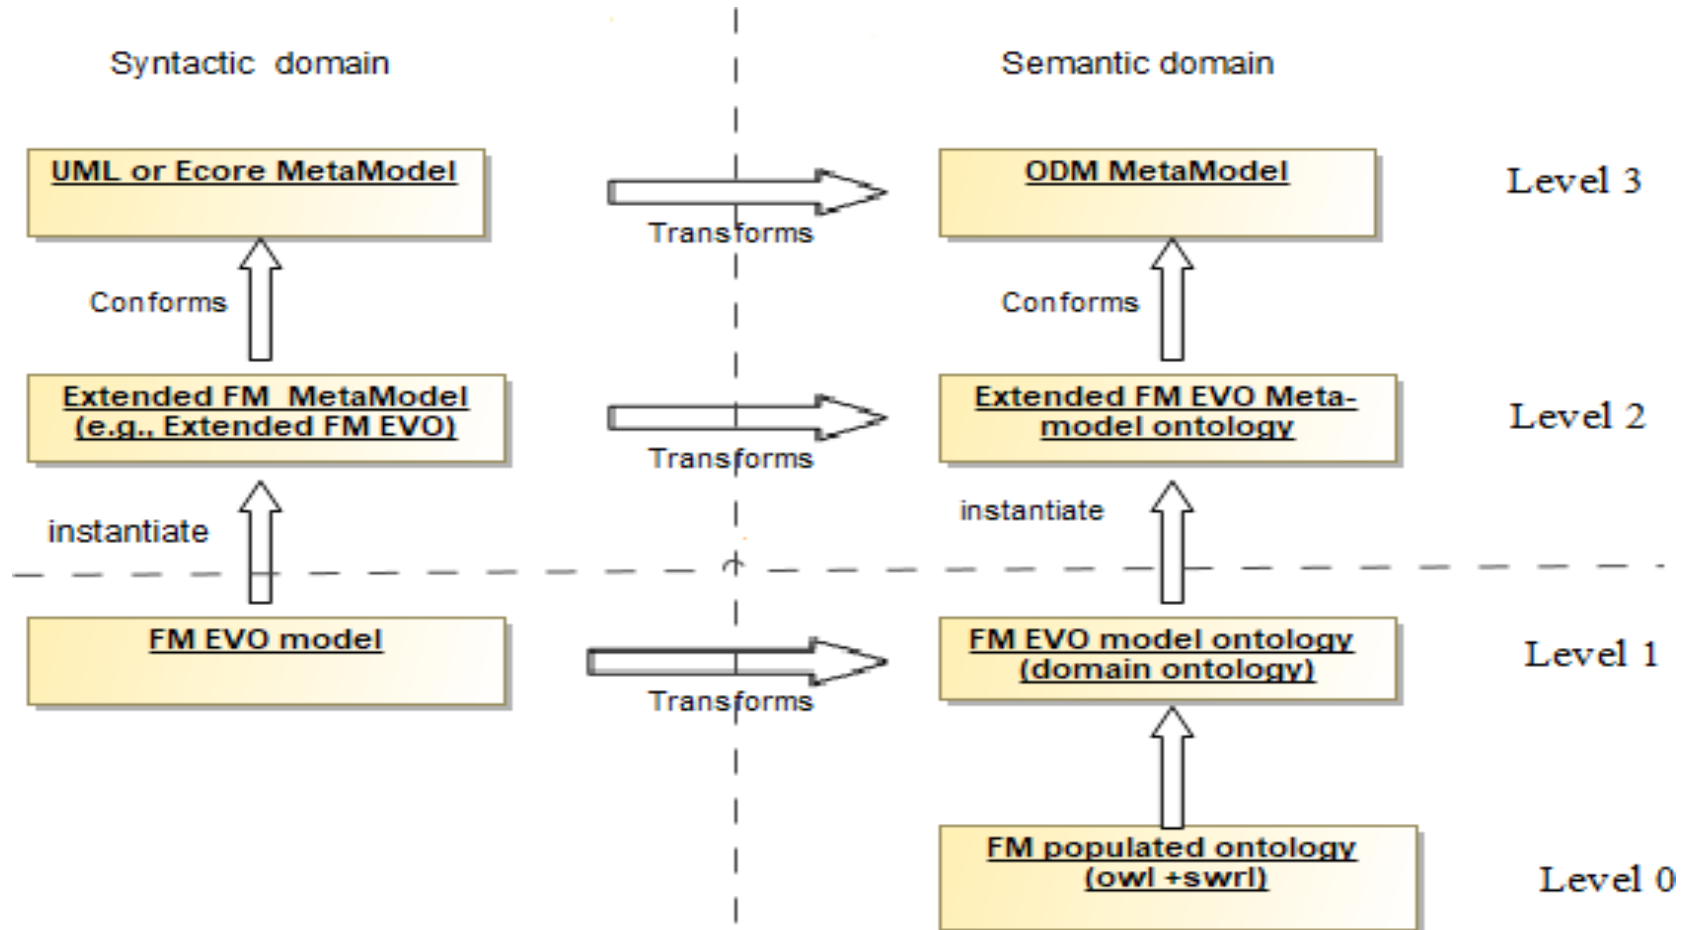 Syntactic domain
Semantic domain
UML or Ecore MetaModel
ODM MetaModel
Level 3
Transforms
Conforms
Conforms
Extended FM MetaModel
(e.g., Extended FM EVO)
Extended FM EVO Meta-
model ontology
Level 2
Transforms
instantiate
instantiate
FM EVO model
FM EVO model ontology
(domain ontology)
Level 1
Transforms
FM populated ontology
(owl +swrl)
Level 0